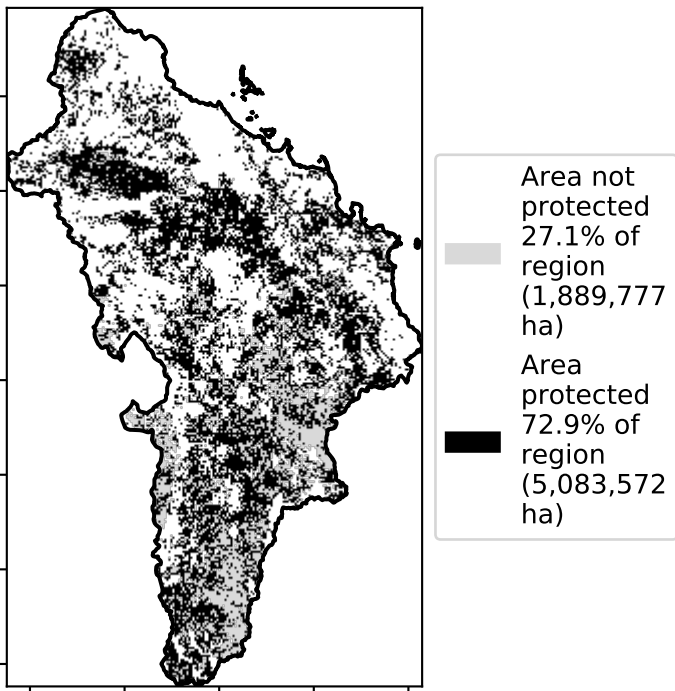 Area not
protected
27.1% of
region
(1,889,777
ha)
Area
protected
72.9% of
region
(5,083,572
ha)